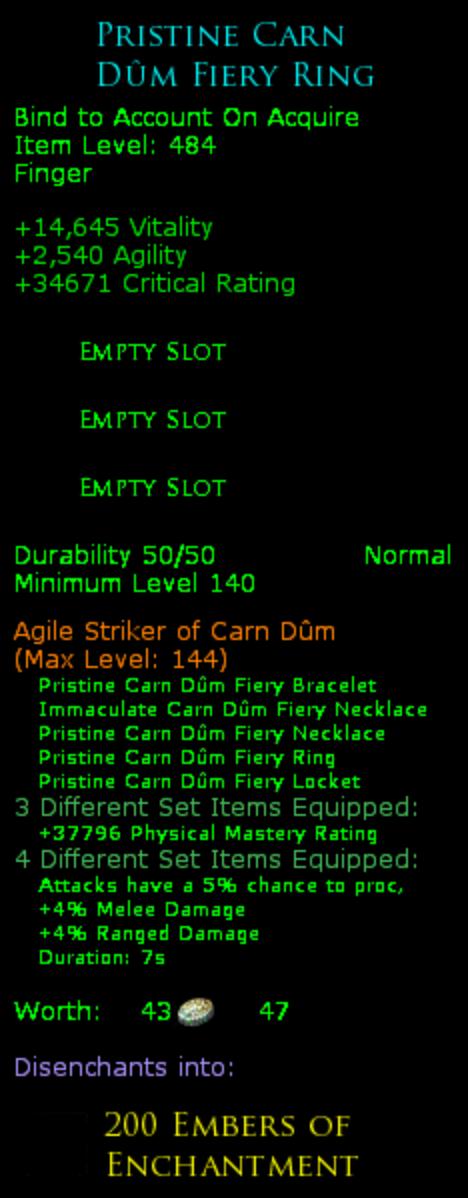 Pristine Carn
Dûm Fiery Ring
Bind to Account On Acquire
Item Level: 484
Finger
+14,645 Vitality
+2,540 Agility
+34671 Critical Rating
Empty Slot
Empty Slot
Empty Slot
Durability 50/50 Normal
Minimum Level 140
Agile Striker of Carn Dûm
(Max Level: 144)
Pristine Carn Dûm Fiery Bracelet
Immaculate Carn Dûm Fiery Necklace
Pristine Carn Dûm Fiery Necklace
Pristine Carn Dûm Fiery Ring
Pristine Carn Dûm Fiery Locket
3 Different Set Items Equipped:
+37796 Physical Mastery Rating
4 Different Set Items Equipped:
Attacks have a 5% chance to proc,
+4% Melee Damage
+4% Ranged Damage
Duration: 7s
Worth: 43 47
Disenchants into:
200 Embers of
Enchantment